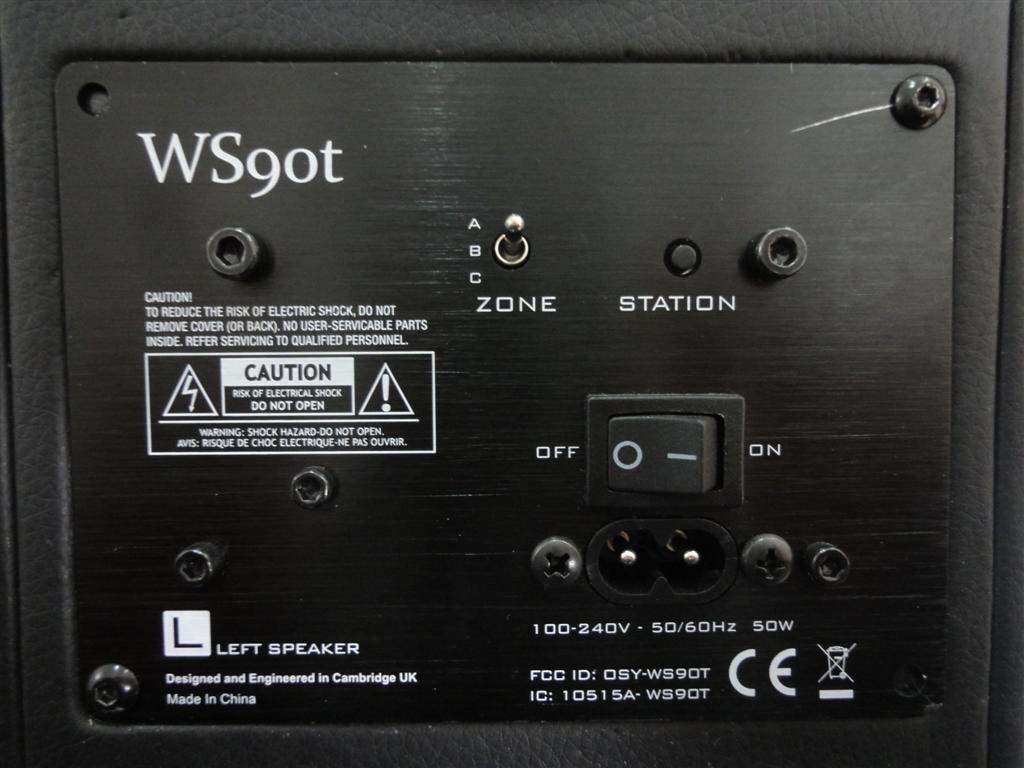 WS90t
A
B
C
ZONE
STATION
CAUTION!
TO REDUCE THE RISK OF ELECTRIC SHOCK, DO NOT
REMOVE COVER (OR BACK). NO USER-SERVICABLE PARTS
INSIDE. REFER SERVICING TO QUALIFIED PERSONNEL.
CAUTION
RISK OF ELECTRICAL SHOCK
DO NOT OPEN
WARNING: SHOCK HAZARD-DO NOT OPEN.
AVIS: RISQUE DE CHOC ELECTRIQUE-NE PAS OUVRIR.
OFF
ON
100-240V - 50/60Hz 50W
L LEFT SPEAKER
Designed and Engineered in Cambridge UK
Made In China
FCC ID: OSY-WS90T
IC: 10515A- WS90T
CE